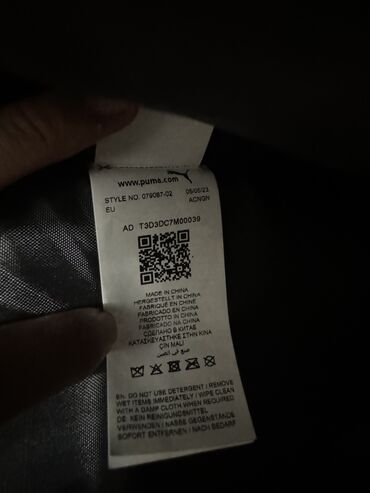 www.puma.com
STYLE NO. 079087-02 05/05/23
EU ACNGN
AD T3D3DC7M00039
MADE IN CHINA
HERGESTELLT IN CHINA
FABRIQUÉ EN CHINE
FABRICADO EN CHINA
PRODOTTO IN CHINA
FABRICADO NA CHINA
СДЕЛАНО В КИТАЕ
ΚΑΤΑΣΚΕΥΑΣΤΗΚΕ ΣΤΗΝ ΚΙΝΑ
ÇİN MALI
صنع في الصين
EN: DO NOT USE DETERGENT / REMOVE
WET ITEMS IMMEDIATELY / WIPE CLEAN
WITH A DAMP CLOTH WHEN REQUIRED
DE: KEIN REINIGUNGSMITTEL
VERWENDEN / NASSE GEGENSTÄNDE
SOFORT ENTFERNEN / NACH BEDARF